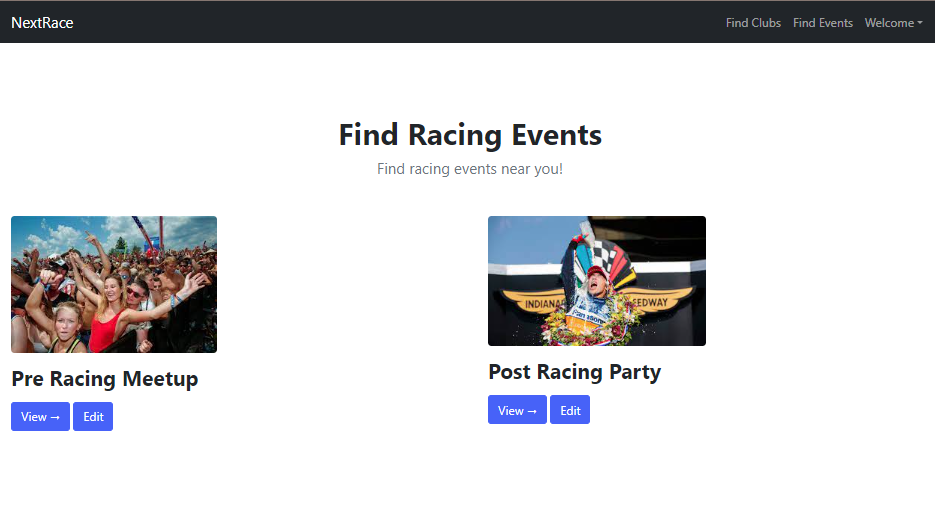 NextRace
Find Clubs
Find Events
Welcome
Find Racing Events
Find racing events near you!
INDIANA
EEDWAY
Panasonic
Pre Racing Meetup
View →
Edit
Post Racing Party
View →
Edit